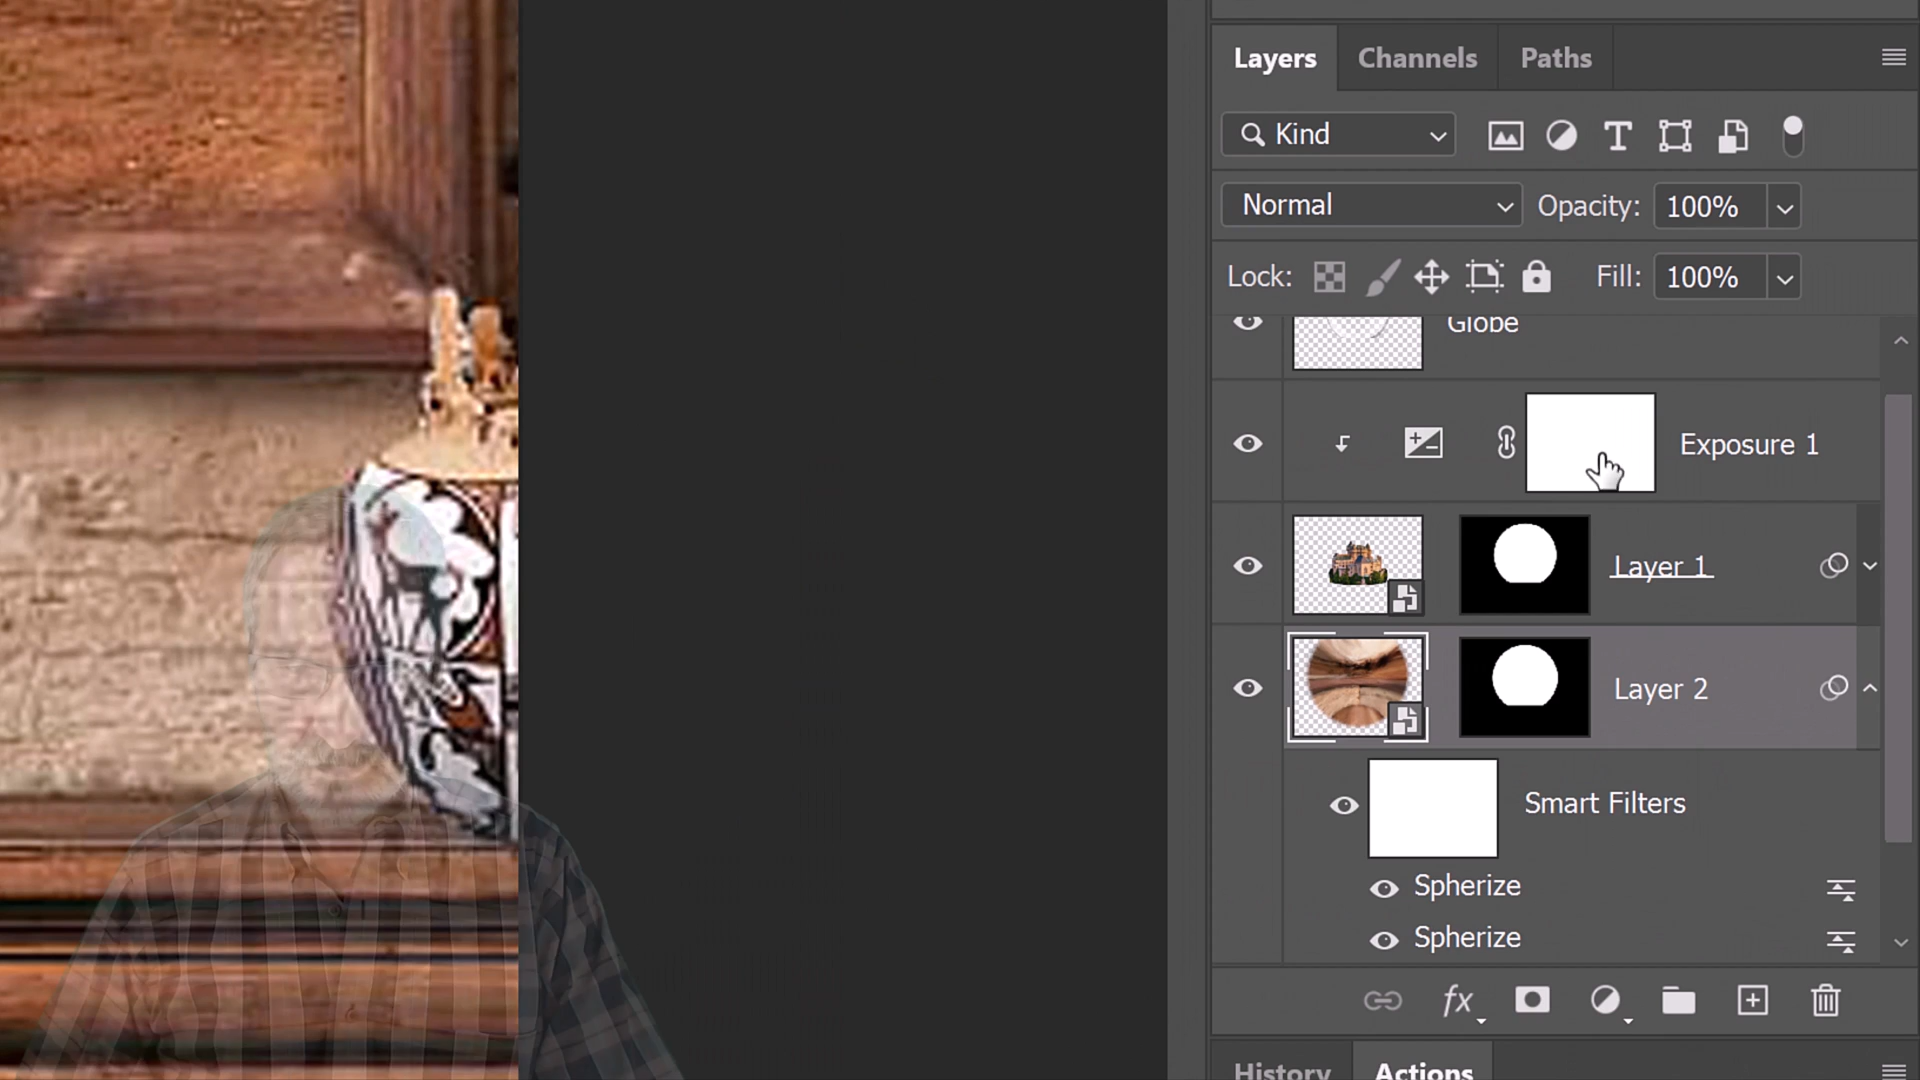 Layers Channels Paths
Kind
Normal Opacity: 100%
Lock: Fill: 100%
Globe
Exposure 1
Layer 1
Layer 2
Smart Filters
Spherize
Spherize
fx
History Actions